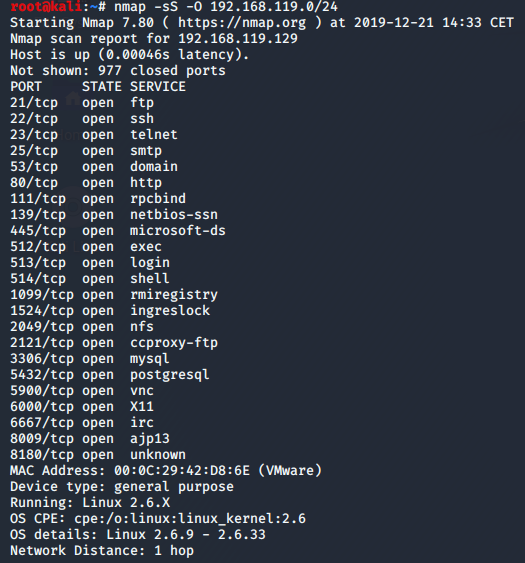 root@kali:~# nmap -sS -O 192.168.119.0/24
Starting Nmap 7.80 ( https://nmap.org ) at 2019-12-21 14:33 CET
Nmap scan report for 192.168.119.129
Host is up (0.00046s latency).
Not shown: 977 closed ports
PORT     STATE SERVICE
21/tcp   open  ftp
22/tcp   open  ssh
23/tcp   open  telnet
25/tcp   open  smtp
53/tcp   open  domain
80/tcp   open  http
111/tcp  open  rpcbind
139/tcp  open  netbios-ssn
445/tcp  open  microsoft-ds
512/tcp  open  exec
513/tcp  open  login
514/tcp  open  shell
1099/tcp open  rmiregistry
1524/tcp open  ingreslock
2049/tcp open  nfs
2121/tcp open  ccproxy-ftp
3306/tcp open  mysql
5432/tcp open  postgresql
5900/tcp open  vnc
6000/tcp open  X11
6667/tcp open  irc
8009/tcp open  ajp13
8180/tcp open  unknown
MAC Address: 00:0C:29:42:D8:6E (VMware)
Device type: general purpose
Running: Linux 2.6.X
OS CPE: cpe:/o:linux:linux_kernel:2.6
OS details: Linux 2.6.9 - 2.6.33
Network Distance: 1 hop